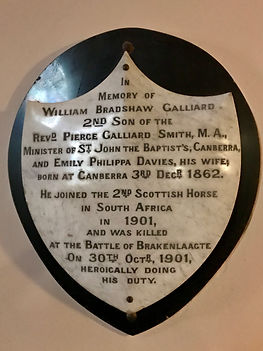 In
Memory of
William Bradshaw Galliard
2nd Son of the
Revd Pierce Galliard Smith, M.A.,
Minister of St John the Baptist's, Canberra,
and Emily Philippa Davies, his wife;
born at Canberra 3rd Decr 1862.
He joined the 2nd Scottish Horse
in South Africa
in 1901,
and was killed
at the Battle of Brakenlaagte
On 30th Octr, 1901,
heroically doing
his duty.